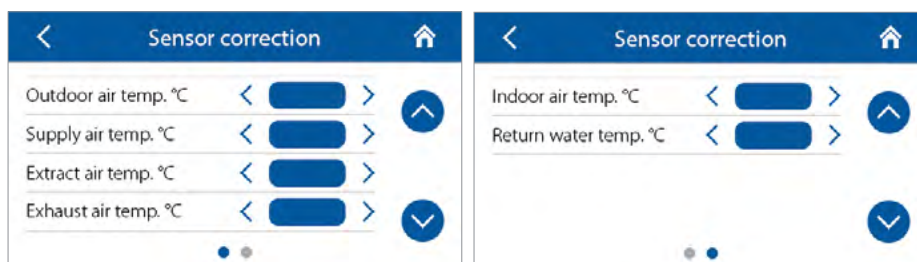 Sensor correction
Outdoor air temp. °C
Supply air temp. °C
Extract air temp. °C
Exhaust air temp. °C
Sensor correction
Indoor air temp. °C
Return water temp. °C